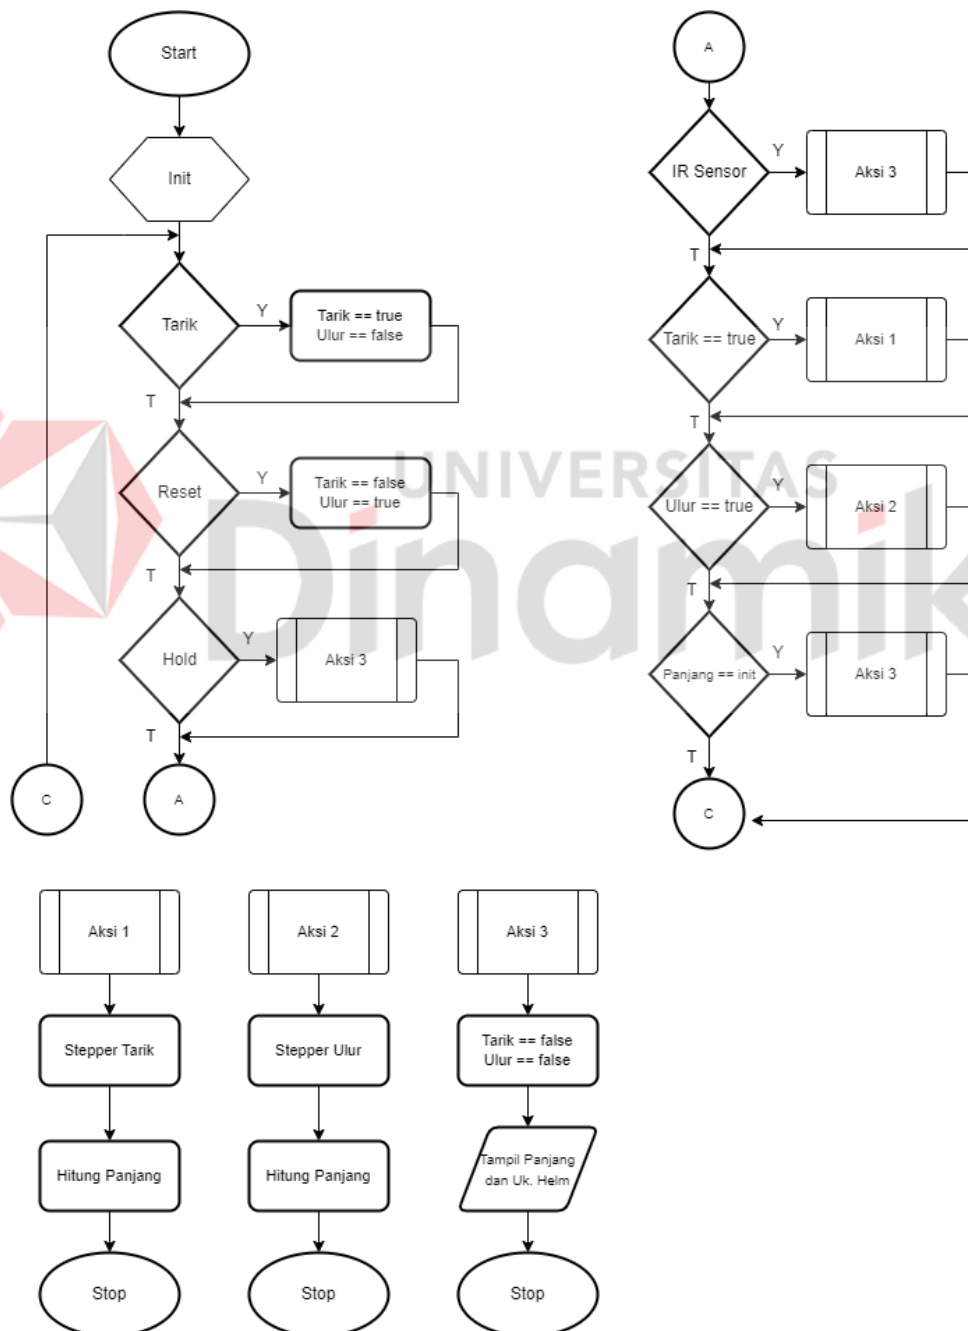 Start
Init
Tarik
Y
Tarik == true
Ulur == false
T
Reset
Y
Tarik == false
Ulur == true
T
Hold
Y
Aksi 3
T
C
A
A
IR Sensor
Y
Aksi 3
T
Tarik == true
Y
Aksi 1
T
Ulur == true
Y
Aksi 2
T
Panjang == init
Y
Aksi 3
T
C
UNIVERSITAS
Dinamik
Aksi 1
Stepper Tarik
Hitung Panjang
Stop
Aksi 2
Stepper Ulur
Hitung Panjang
Stop
Aksi 3
Tarik == false
Ulur == false
Tampil Panjang
dan Uk. Helm
Stop